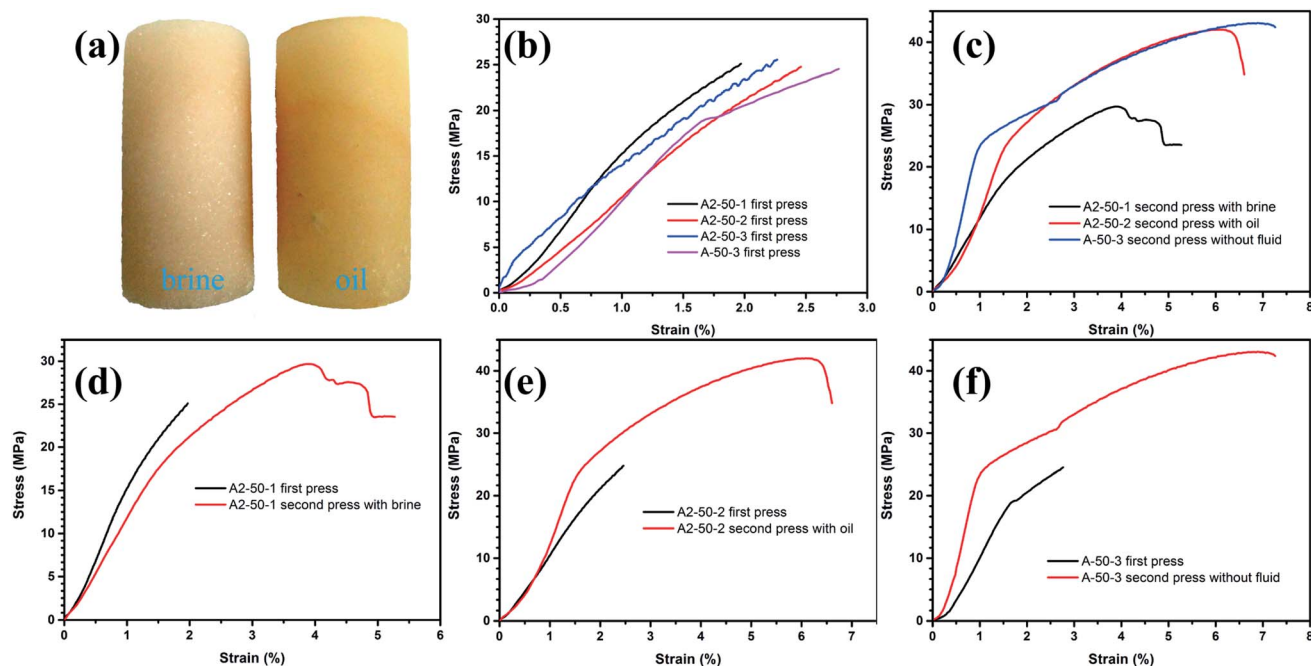 (a)
brine
oil
(b)
Stress (MPa)
30
25
20
15
10
5
0
A2-50-1 first press
A2-50-2 first press
A2-50-3 first press
A-50-3 first press
0.0 0.5 1.0 1.5 2.0 2.5 3.0
Strain (%)
(c)
Stress (MPa)
40
30
20
10
0
A2-50-1 second press with brine
A2-50-2 second press with oil
A-50-3 second press without fluid
0 1 2 3 4 5 6 7 8
Strain (%)
(d)
Stress (MPa)
30
25
20
15
10
5
0
A2-50-1 first press
A2-50-1 second press with brine
0 1 2 3 4 5 6
Strain (%)
(e)
Stress (MPa)
40
30
20
10
0
A2-50-2 first press
A2-50-2 second press with oil
0 1 2 3 4 5 6 7
Strain (%)
(f)
Stress (MPa)
40
30
20
10
0
A-50-3 first press
A-50-3 second press without fluid
0 1 2 3 4 5 6 7 8
Strain (%)